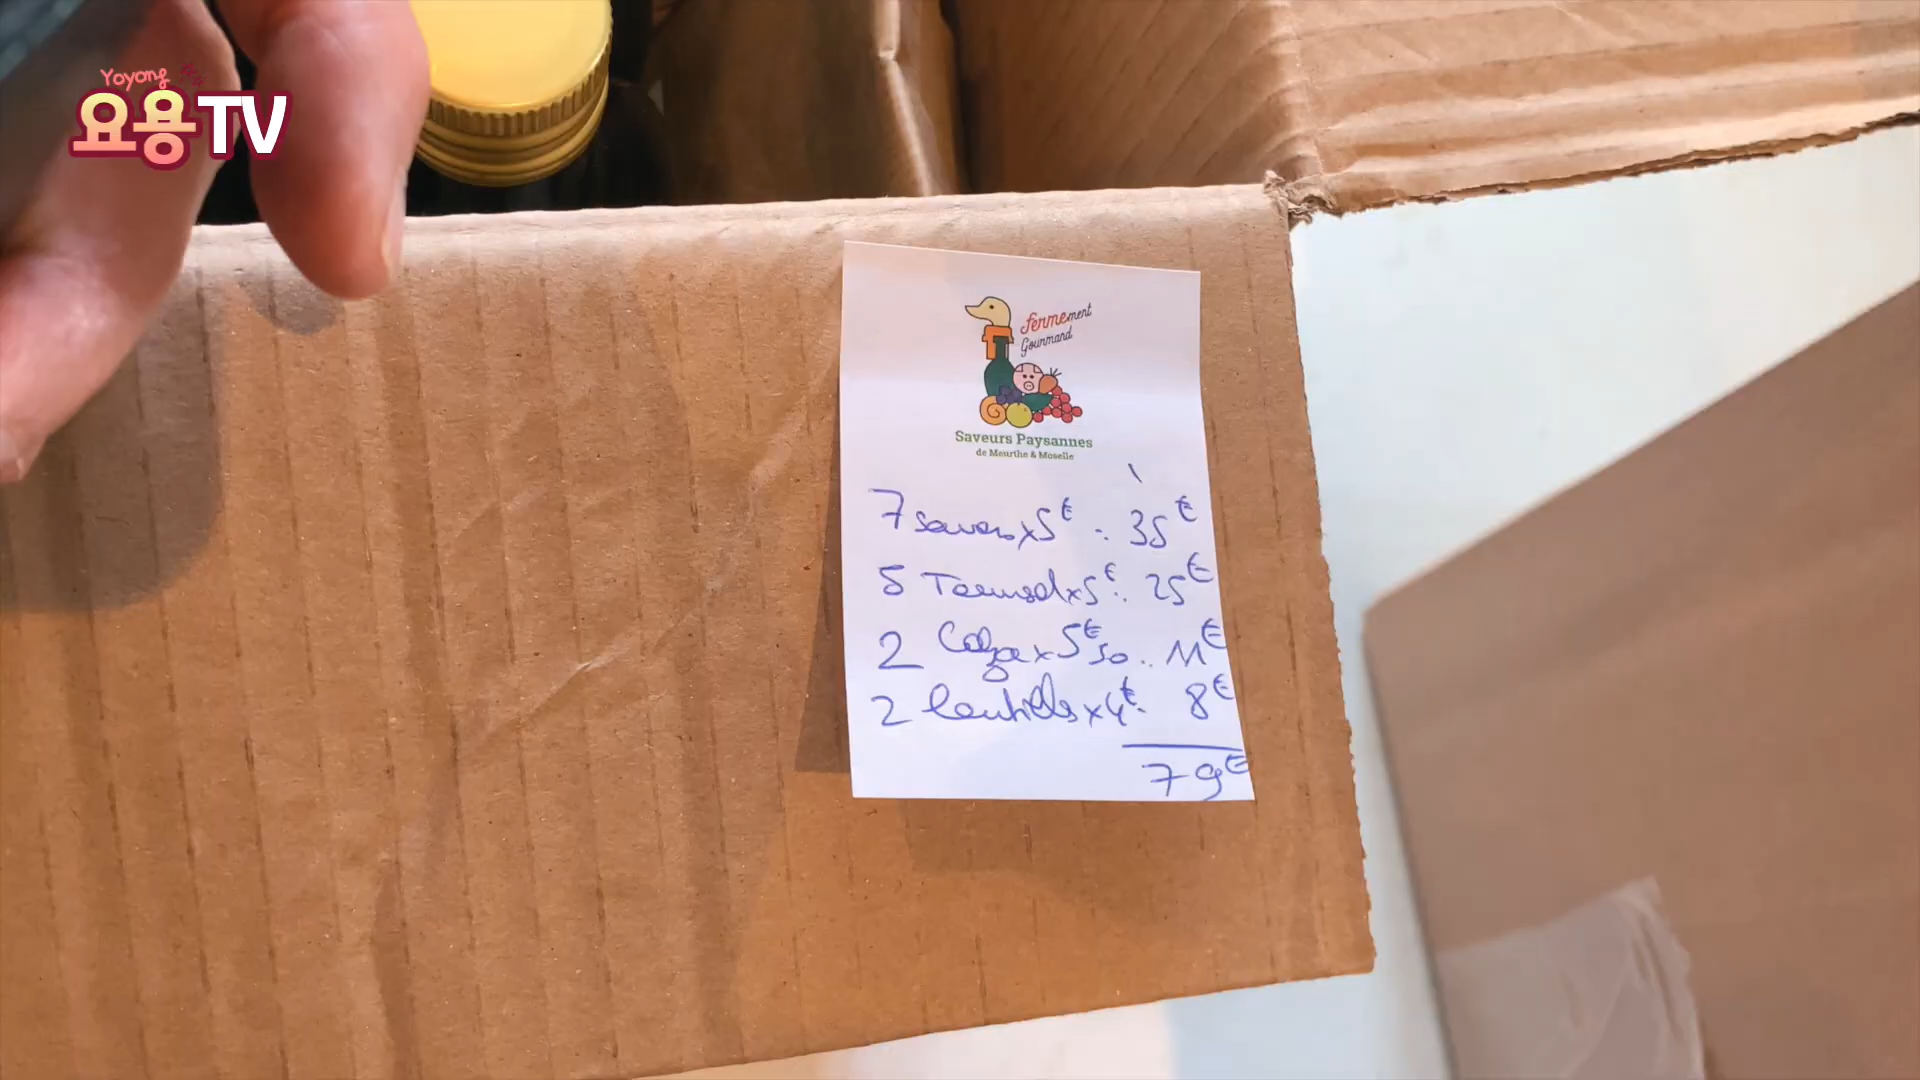 Yoyong
요용TV
fermement
Gourmand
Saveurs Paysannes
de Meurthe & Moselle
7 x 5€ : 35€
5 Tournesol x 5€ : 25€
2 Colza x 5€50 : 11€
2 lentilles x 4€ : 8€
79€